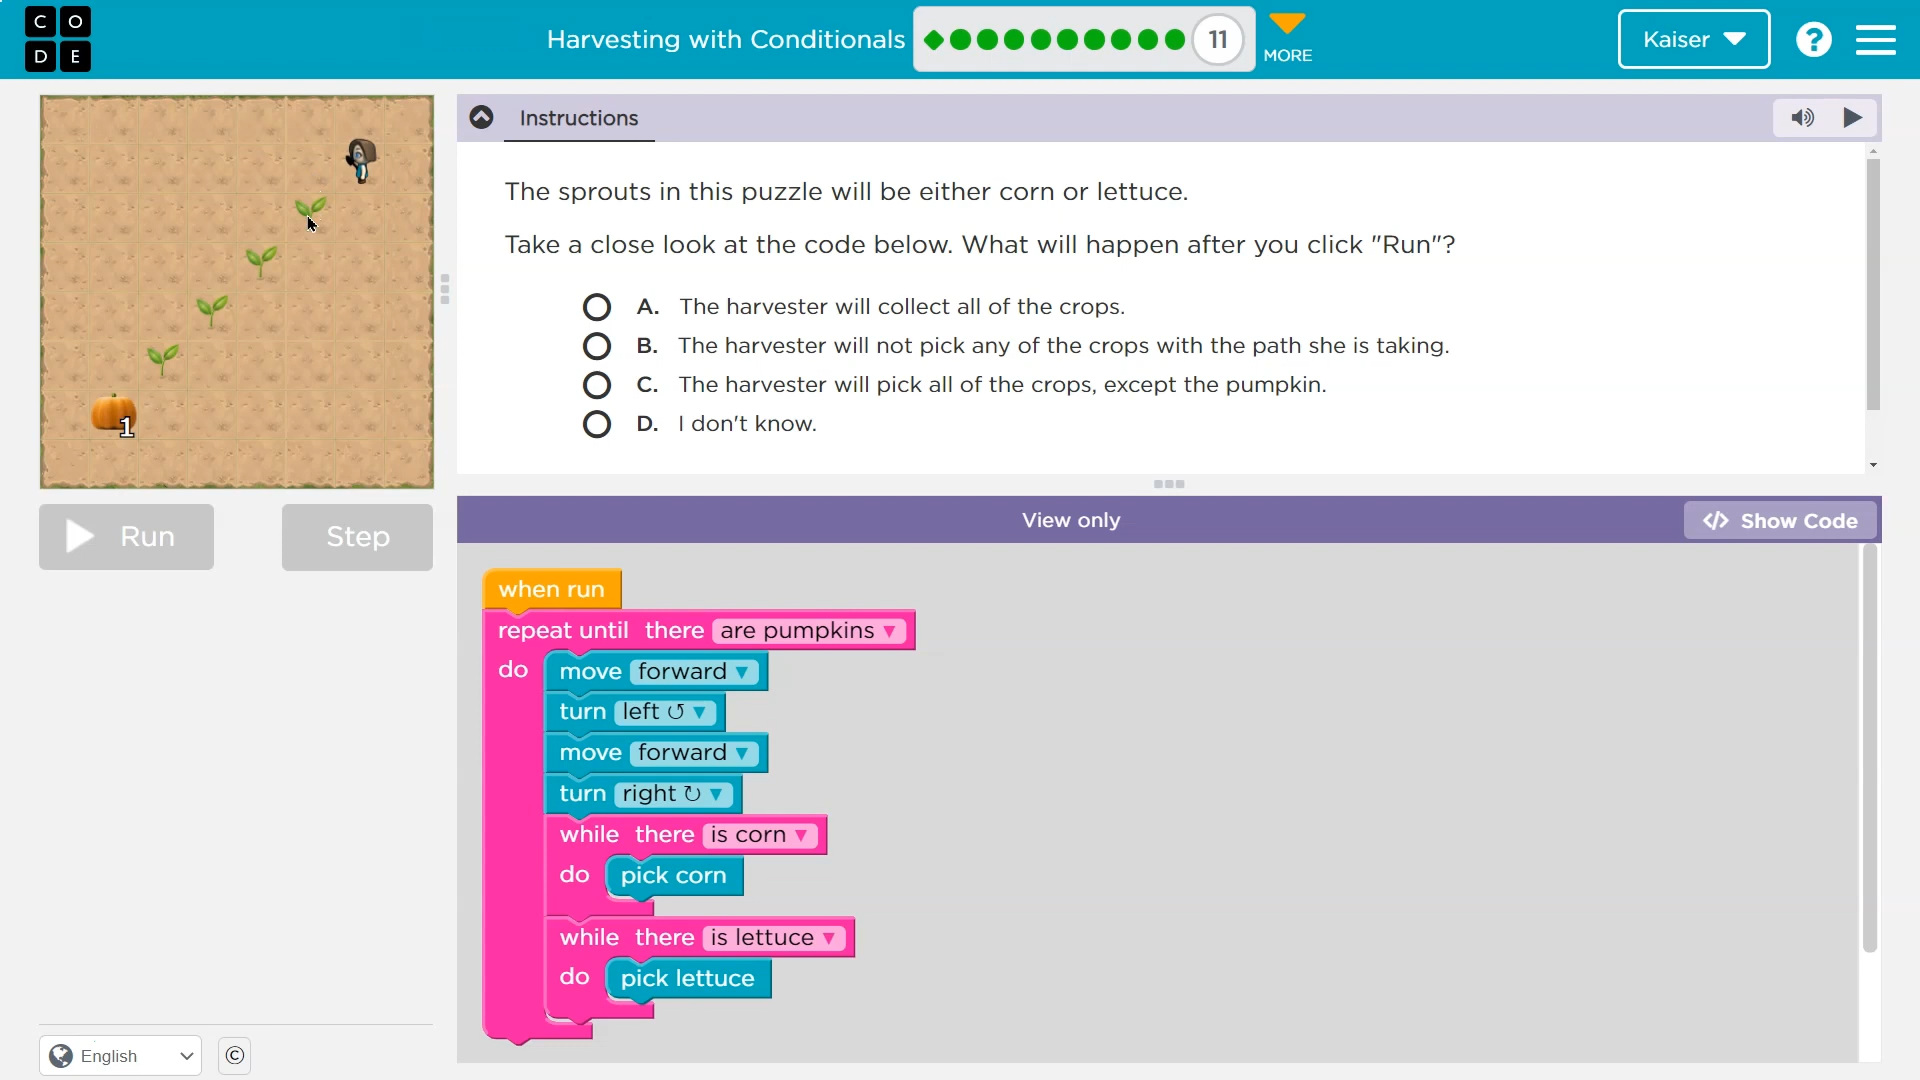 C O
D E
Harvesting with Conditionals
11
MORE
Kaiser
?
Instructions
The sprouts in this puzzle will be either corn or lettuce.
Take a close look at the code below. What will happen after you click "Run"?
A. The harvester will collect all of the crops.
B. The harvester will not pick any of the crops with the path she is taking.
C. The harvester will pick all of the crops, except the pumpkin.
D. I don't know.
1
Run
Step
View only
</> Show Code
when run
repeat until there are pumpkins
do move forward
turn left
move forward
turn right
while there is corn
do pick corn
while there is lettuce
do pick lettuce
English
©